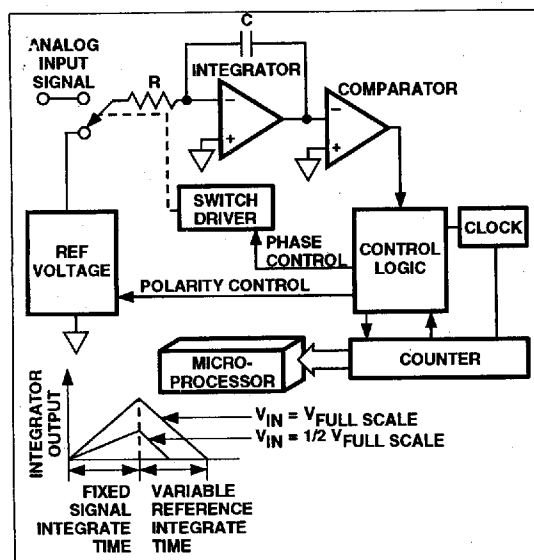 C
ANALOG
INPUT
SIGNAL
R
INTEGRATOR
COMPARATOR
−
+
−
+
SWITCH
DRIVER
REF
VOLTAGE
PHASE
CONTROL
CONTROL
LOGIC
CLOCK
POLARITY CONTROL
MICRO-
PROCESSOR
COUNTER
INTEGRATOR
OUTPUT
VIN = VFULL SCALE
VIN = 1/2 VFULL SCALE
FIXED
SIGNAL
INTEGRATE
TIME
VARIABLE
REFERENCE
INTEGRATE
TIME